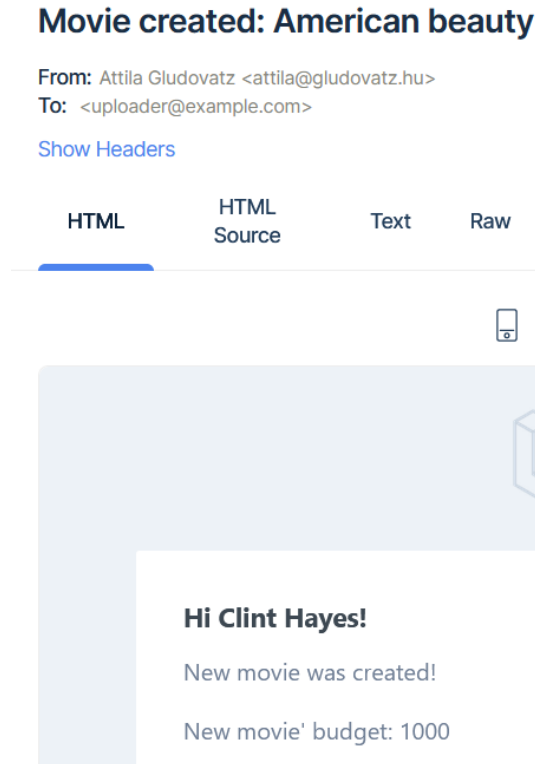 Movie created: American beauty
From: Attila Gludovatz <attila@gludovatz.hu>
To: <uploader@example.com>
Show Headers
HTML
HTML Source
Text
Raw
Hi Clint Hayes!
New movie was created!
New movie' budget: 1000